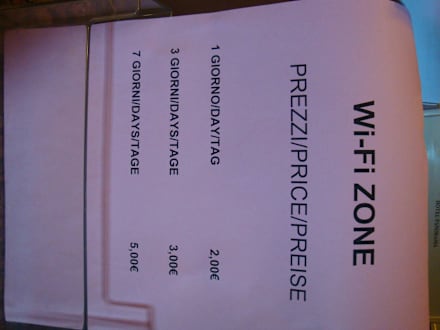 Wi-Fi ZONE
PREZZI/PRICE/PREISE
1 GIORNO/DAY/TAG 2,00€
3 GIORNI/DAYS/TAGE 3,00€
7 GIORNI/DAYS/TAGE 5,00€